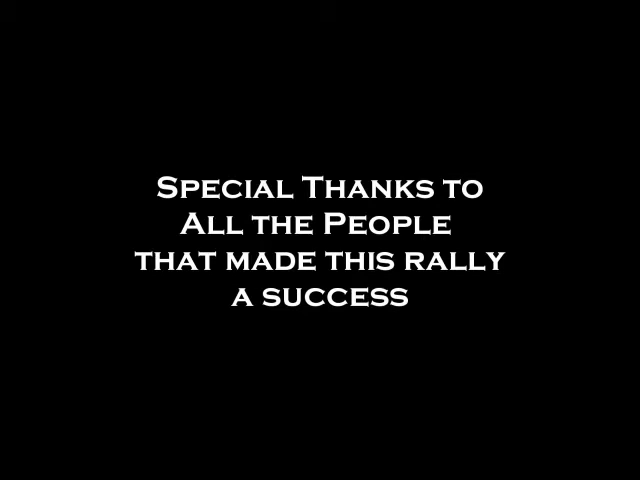 Special Thanks to
All the People
that made this rally
a success